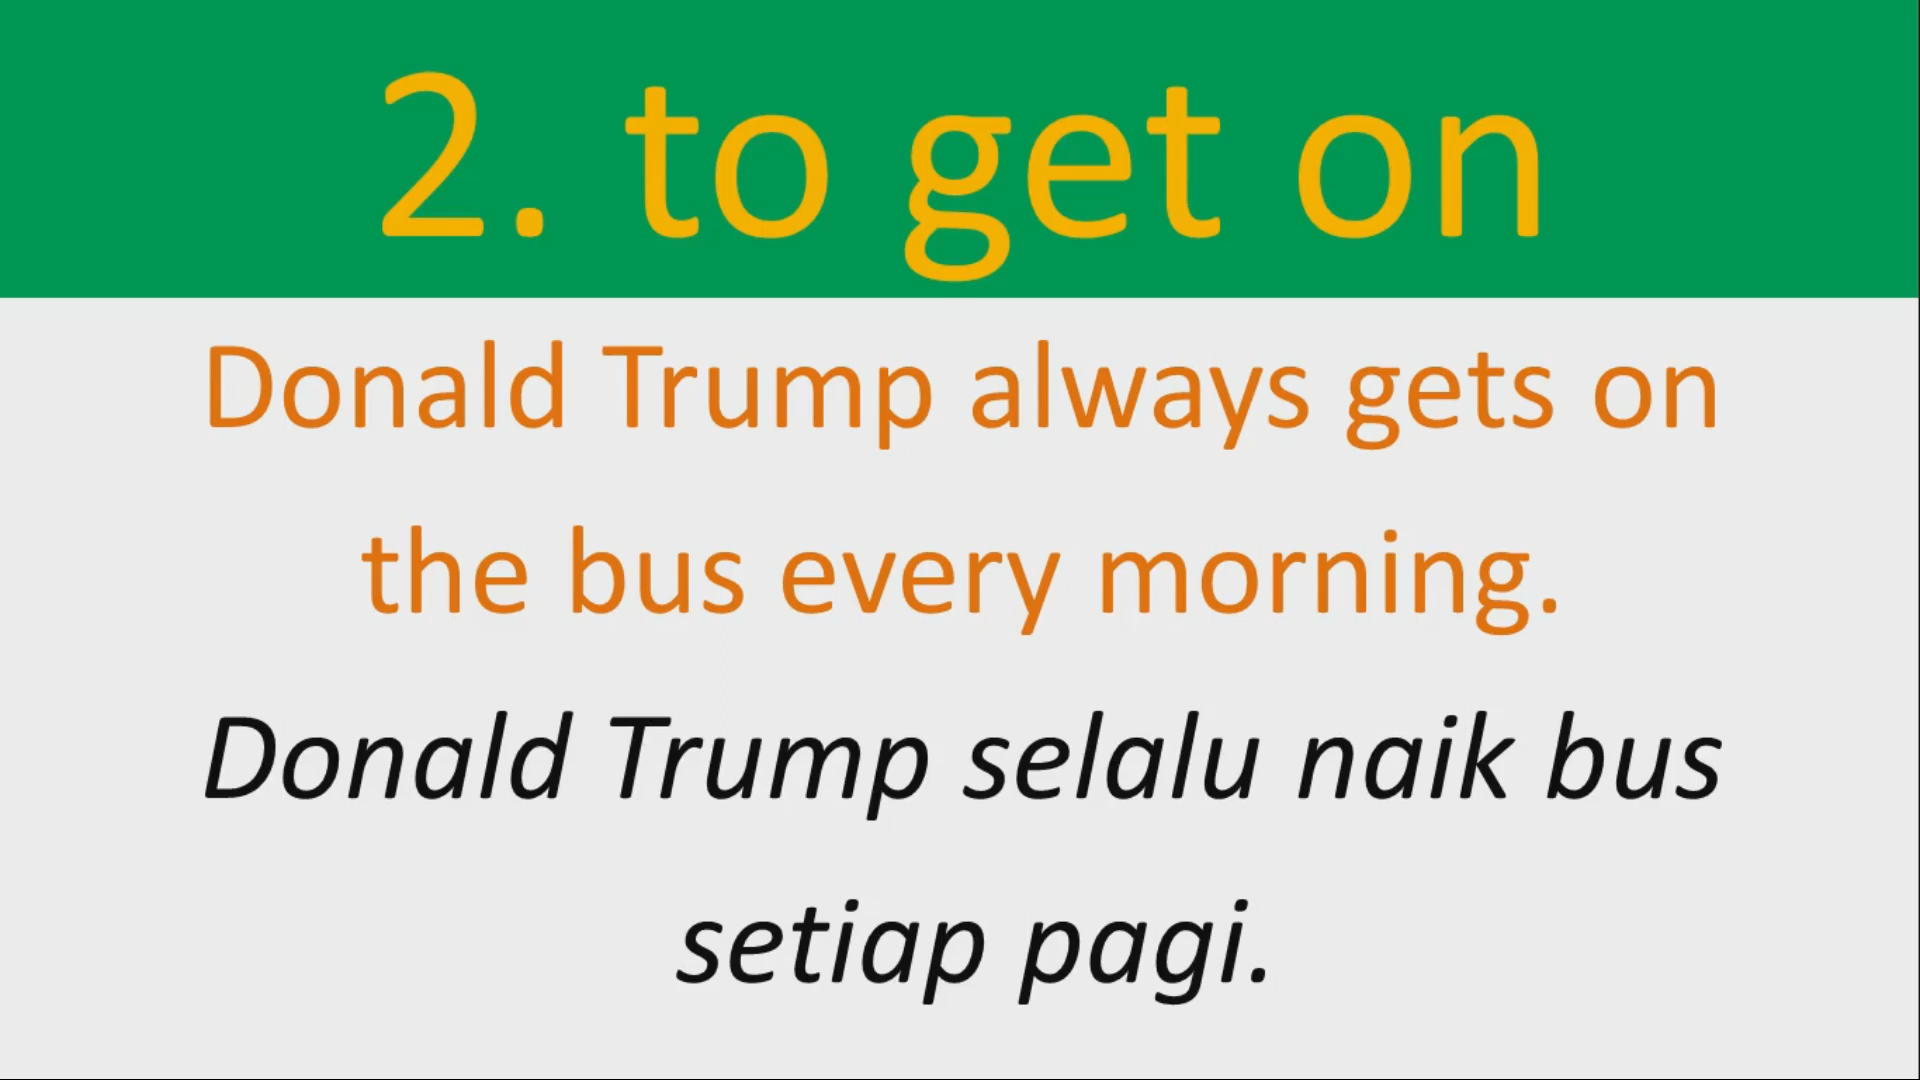 2. to get on
Donald Trump always gets on
the bus every morning.
Donald Trump selalu naik bus
setiap pagi.